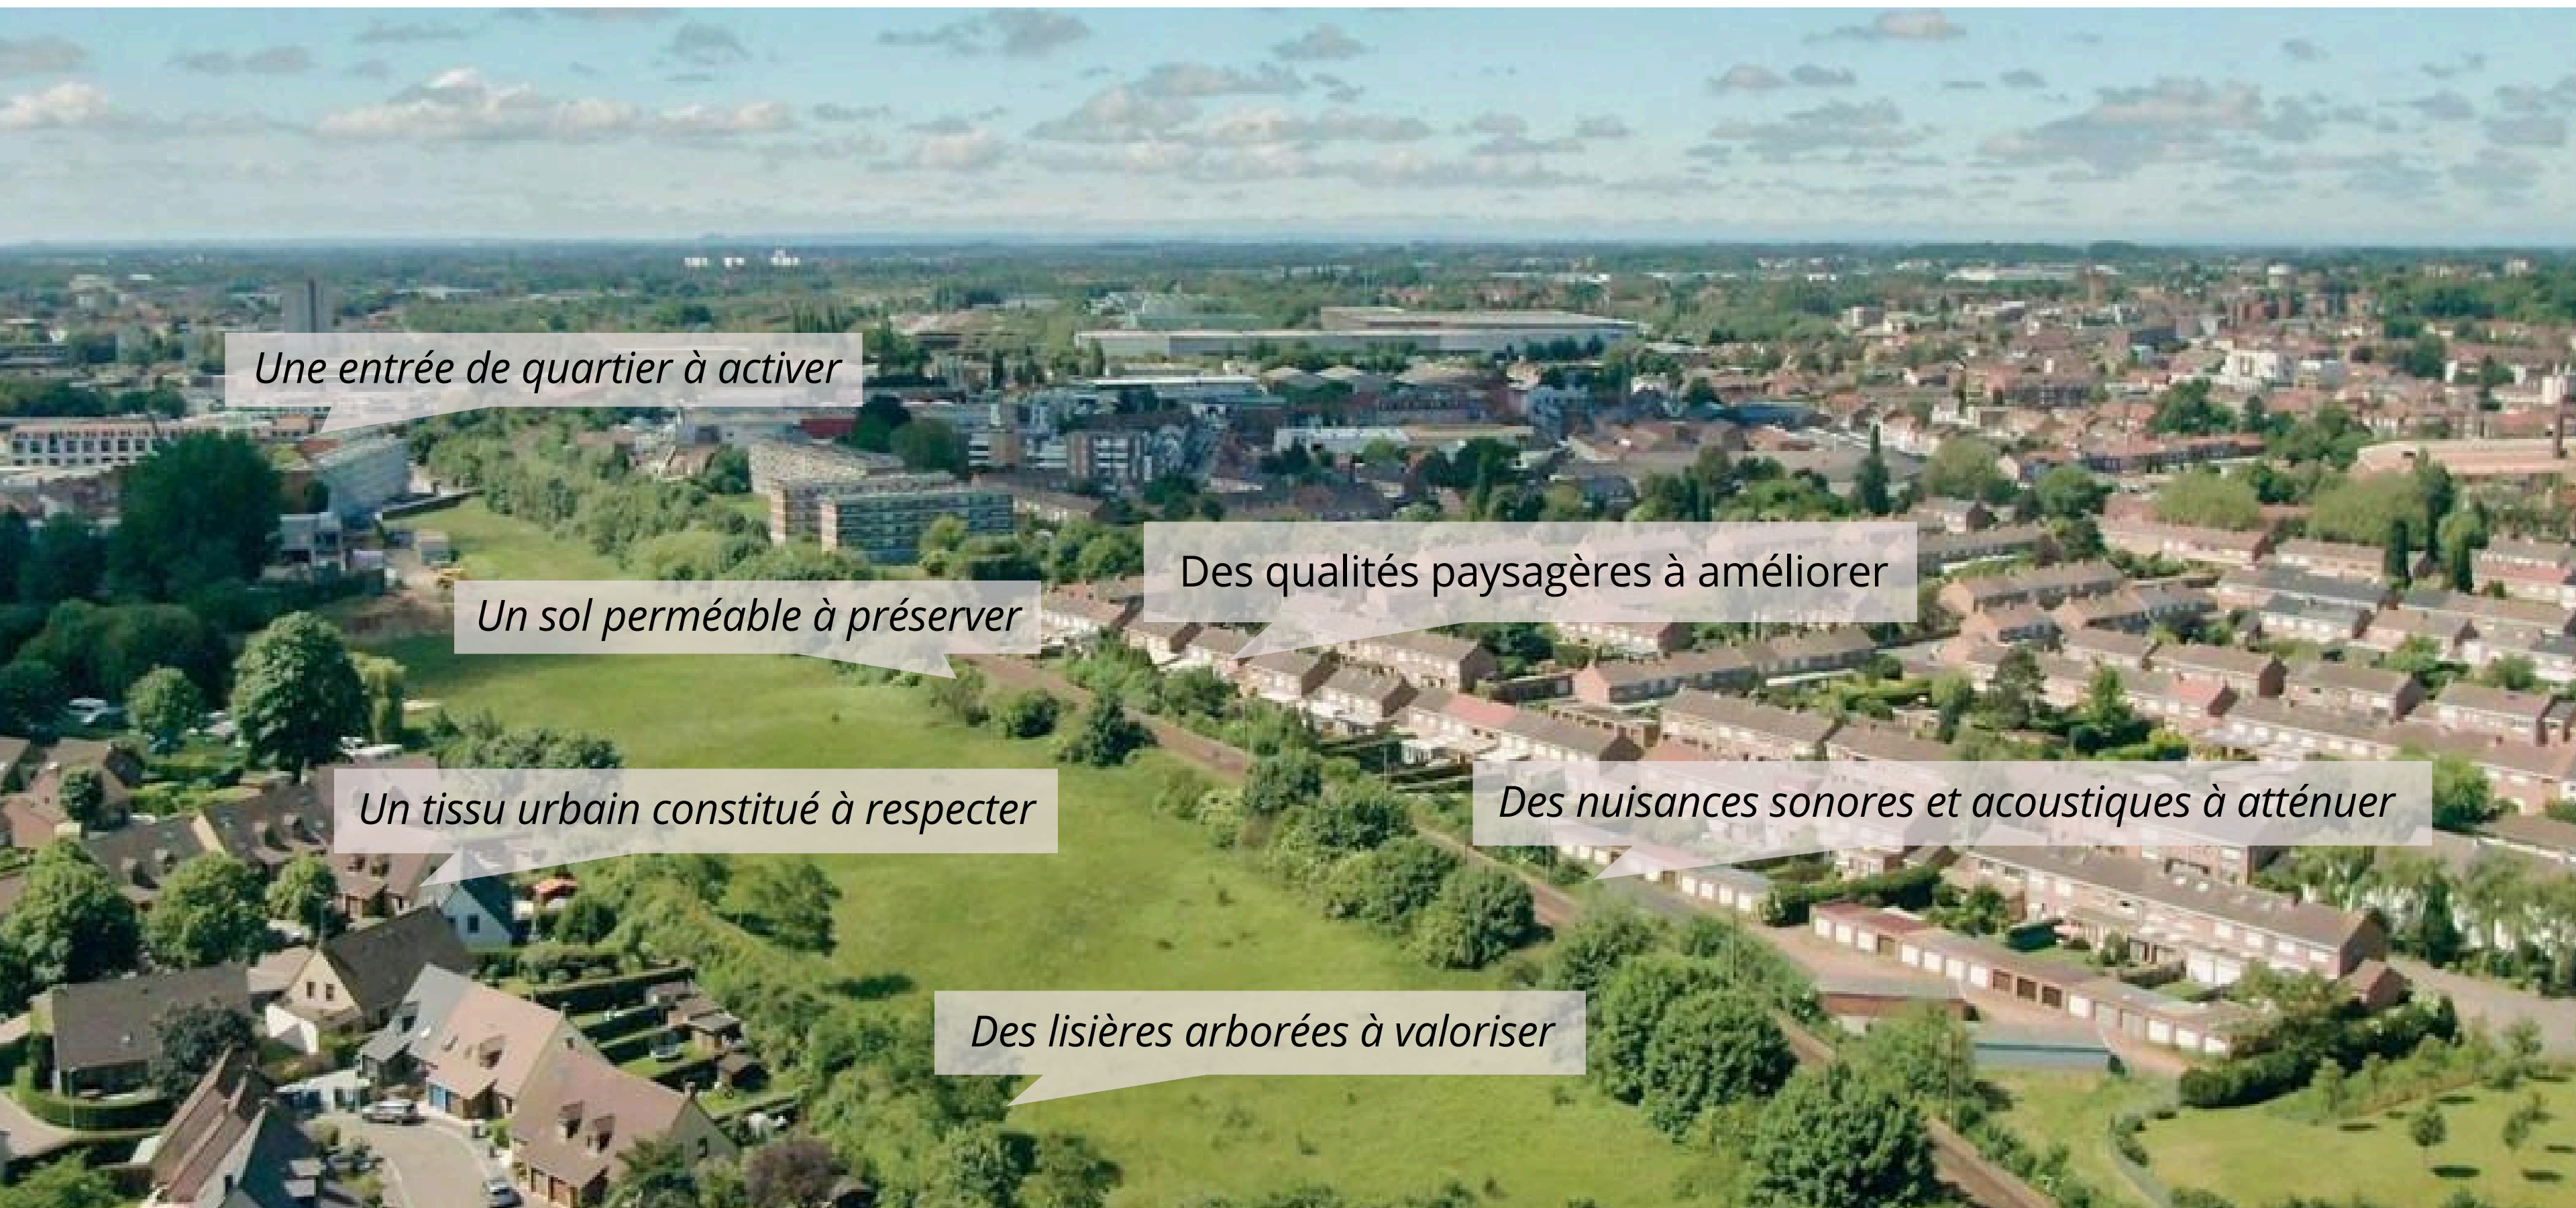 Une entrée de quartier à activer
Des qualités paysagères à améliorer
Un sol perméable à préserver
Des nuisances sonores et acoustiques à atténuer
Un tissu urbain constitué à respecter
Des lisières arborées à valoriser